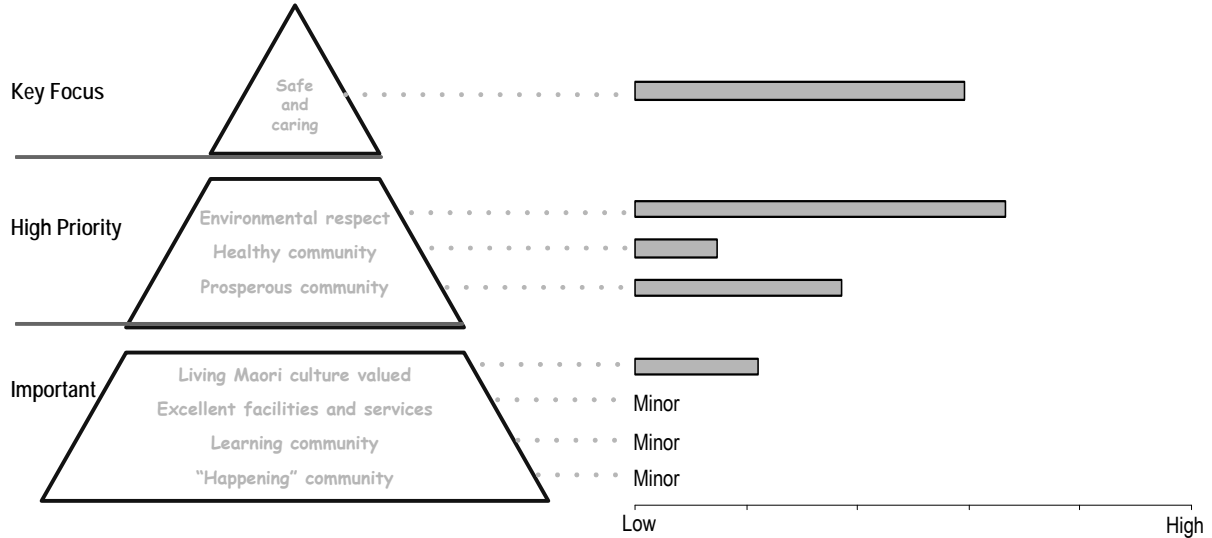 Key Focus
Safe
and
caring
High Priority
Environmental respect
Healthy community
Prosperous community
Important
Living Maori culture valued
Excellent facilities and services
Minor
Learning community
Minor
“Happening” community
Minor
Low
High